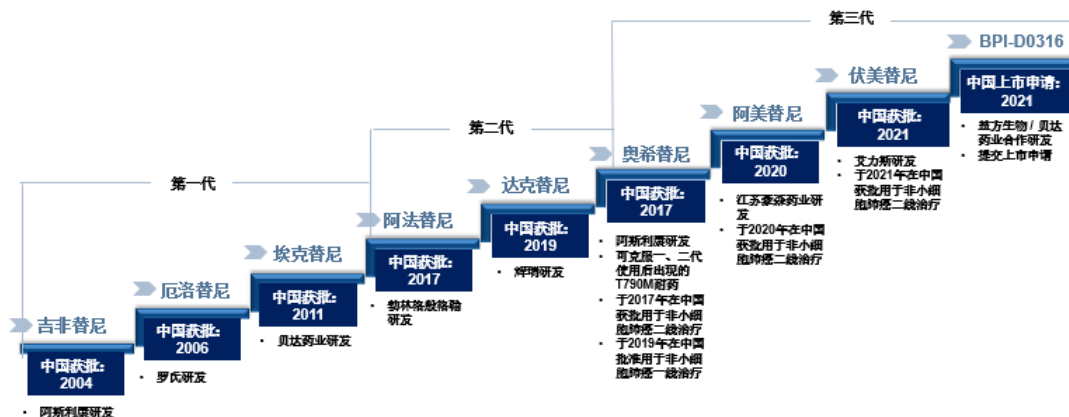 第一代
吉非替尼
中国获批：
2004
• 阿斯利康研发
厄洛替尼
中国获批：
2006
• 罗氏研发
埃克替尼
中国获批：
2011
• 贝达药业研发
第二代
阿法替尼
中国获批：
2017
• 勃林格殷格翰
研发
达克替尼
中国获批：
2019
• 辉瑞研发
第三代
奥希替尼
中国获批：
2017
• 阿斯利康研发
• 可克服一、二代
使用后出现的
T790M耐药
• 于2017年在中国
获批用于非小细
胞肺癌二线治疗
• 于2019年在中国
批准用于非小细
胞肺癌一线治疗
阿美替尼
中国获批：
2020
• 江苏豪森药业研
发
• 于2020年在中国
获批用于非小细
胞肺癌二线治疗
伏美替尼
中国获批：
2021
• 艾力斯研发
• 于2021年在中国
获批用于非小细
胞肺癌二线治疗
BPI-D0316
中国上市申请：
2021
• 益方生物 / 贝达
药业合作研发
• 提交上市申请